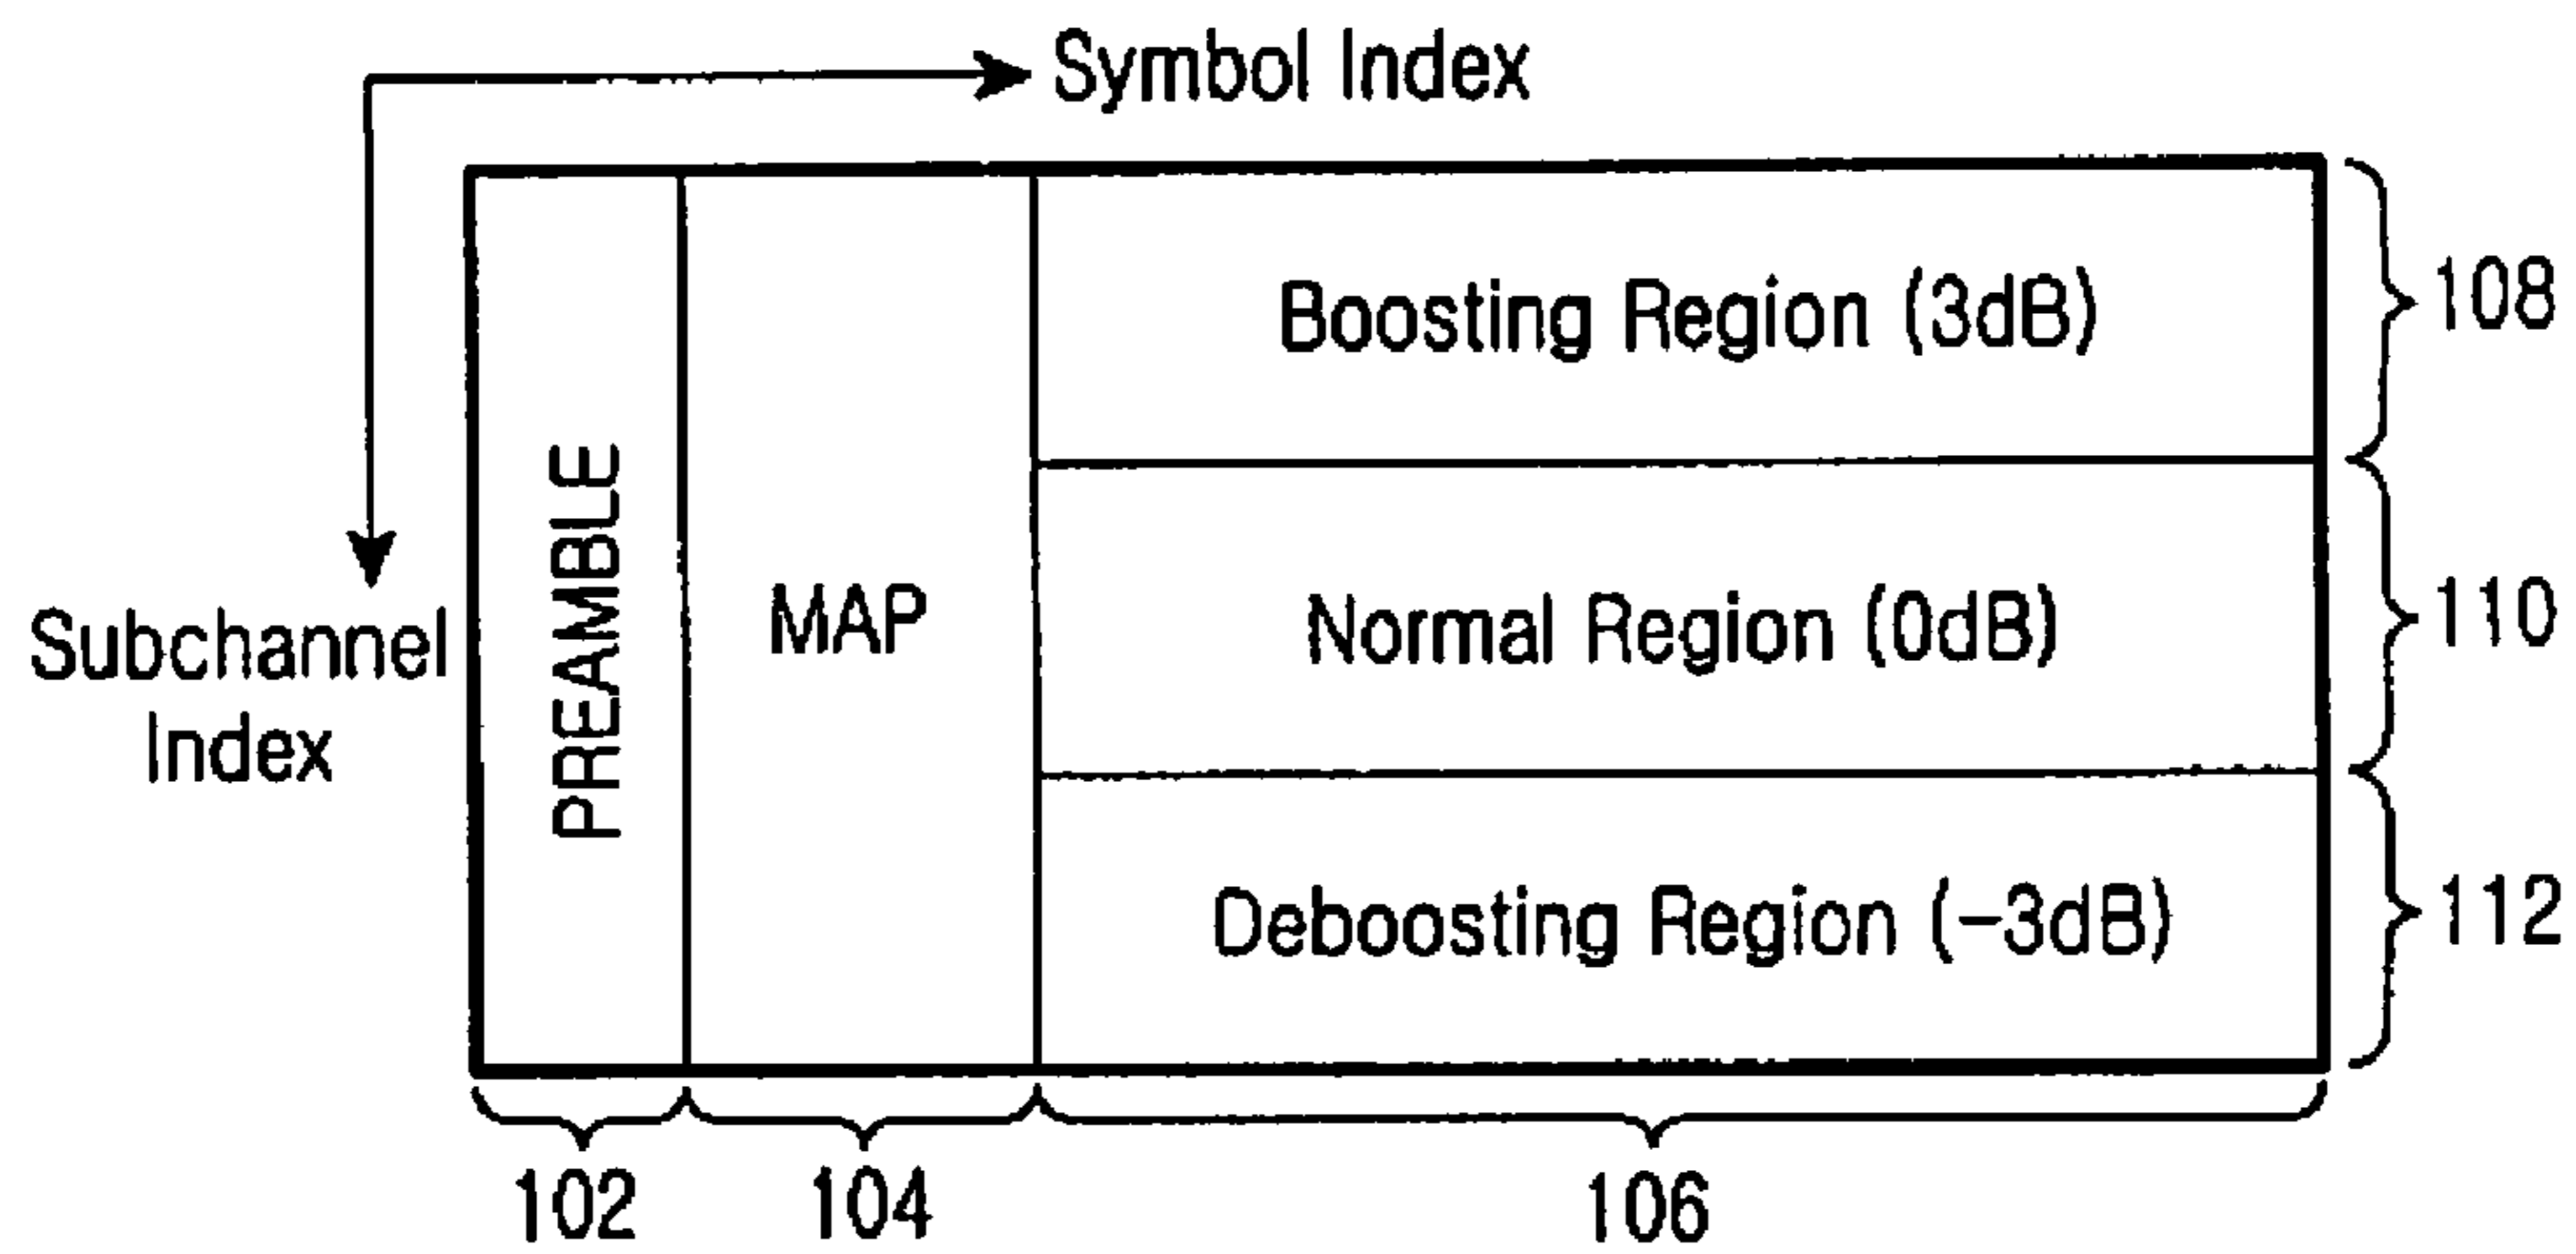 Symbol Index
Subchannel
Index
PREAMBLE
MAP
Boosting Region (3dB)
Normal Region (0dB)
Deboosting Region (-3dB)
108
110
112
102
104
106